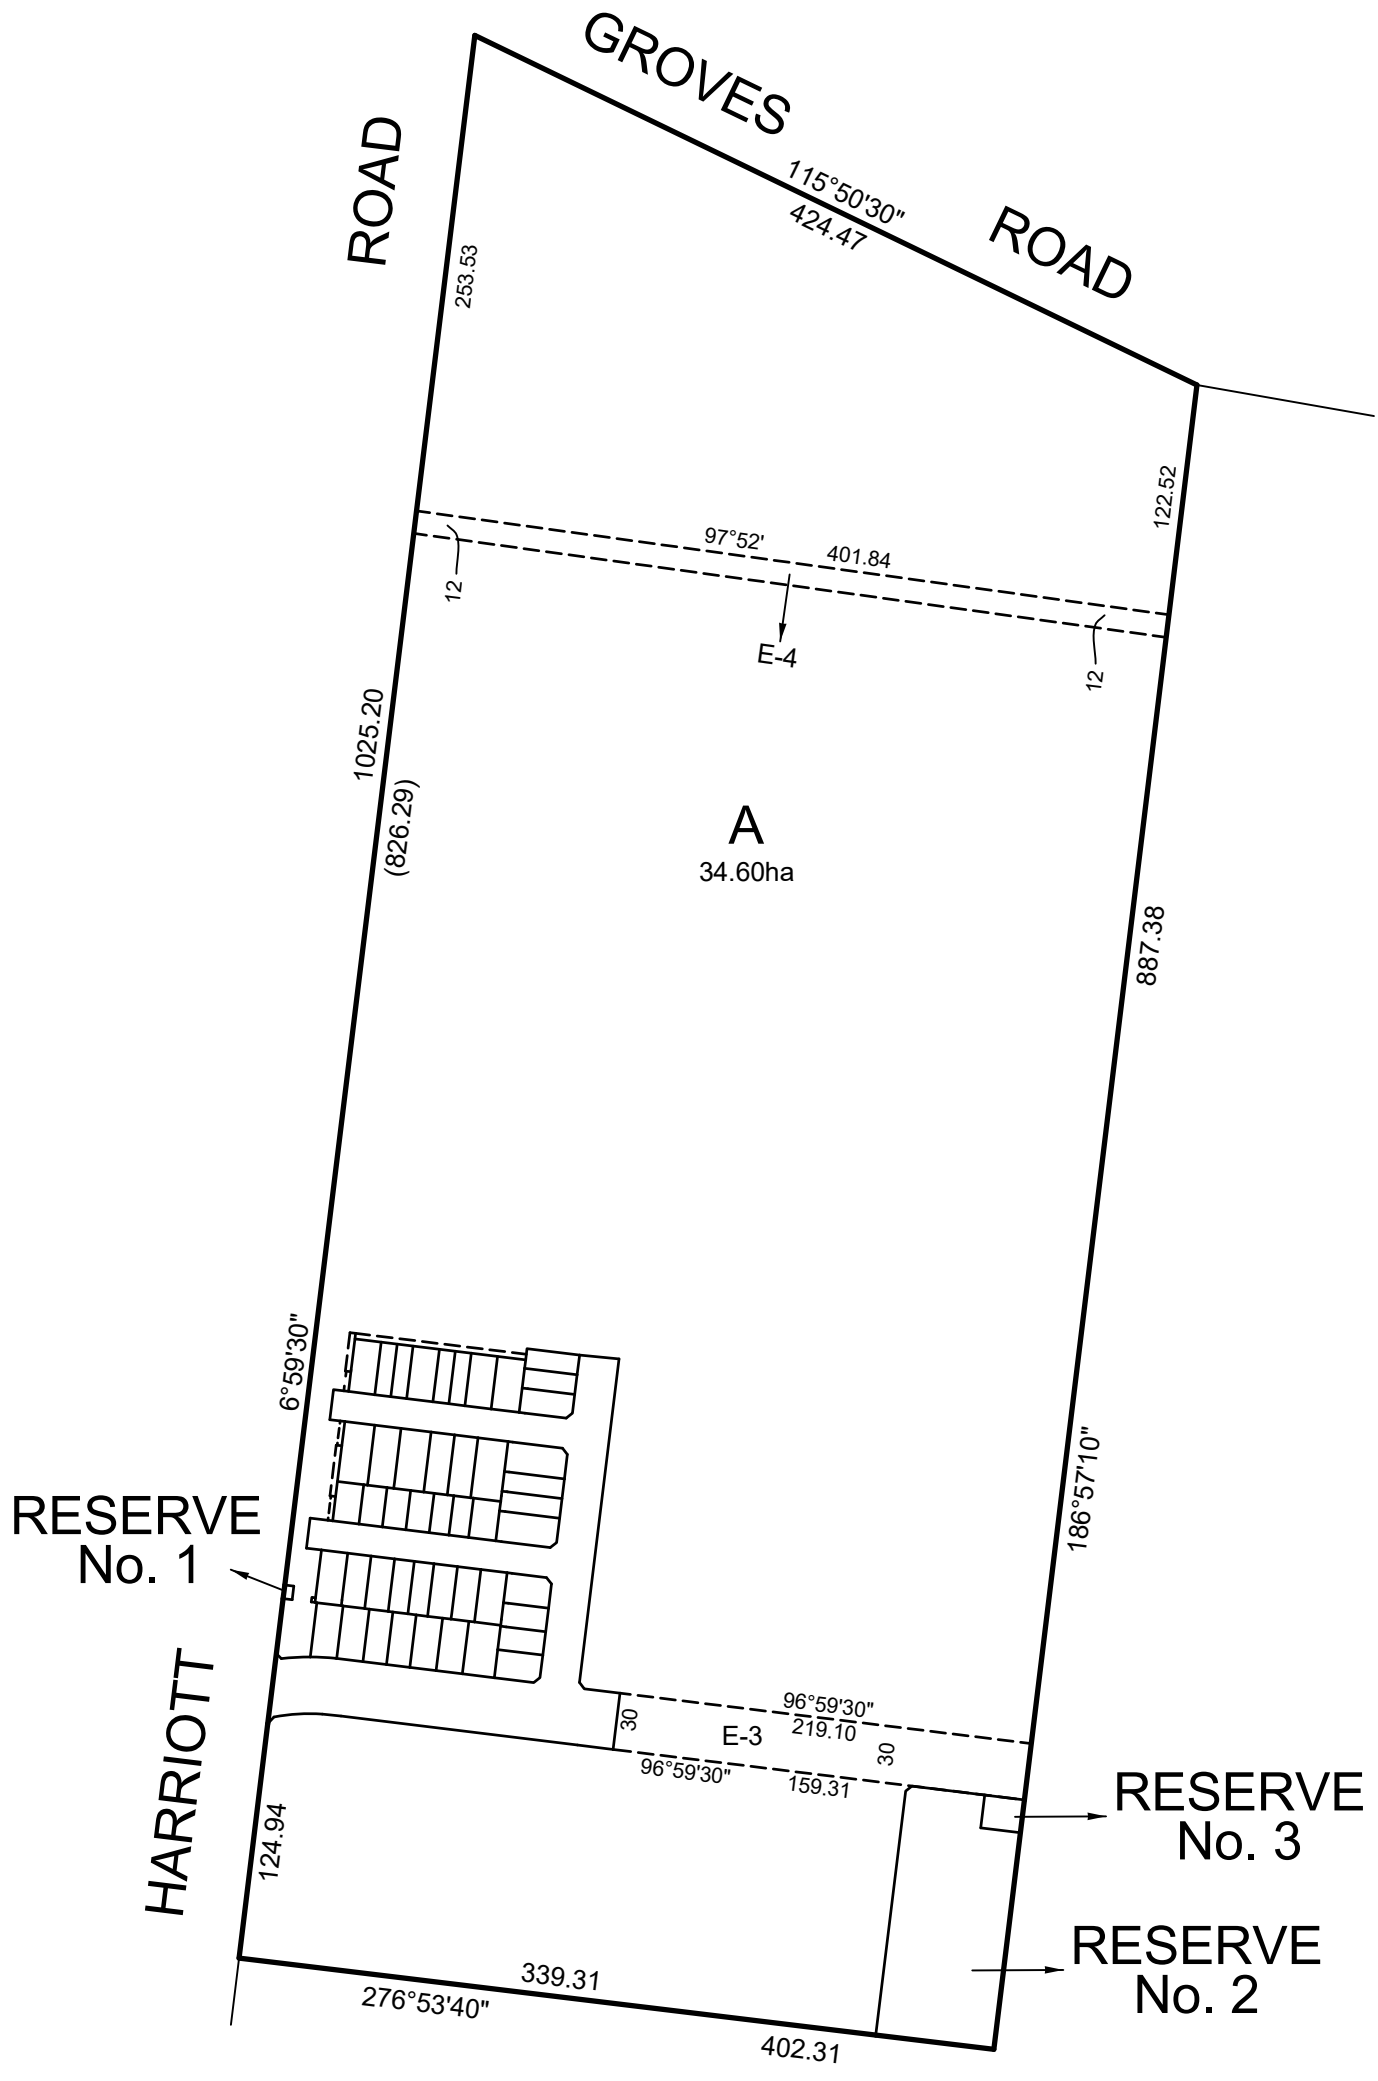 GROVES
ROAD
ROAD
115°50'30"
424.47
253.53
122.52
97°52'
401.84
12
E-4
12
1025.20
(826.29)
A
34.60ha
887.38
6°59'30"
186°57'10"
RESERVE
No. 1
HARRIOTT
96°59'30"
219.10
30
E-3
30
96°59'30"
159.31
RESERVE
No. 3
124.94
RESERVE
No. 2
339.31
276°53'40"
402.31